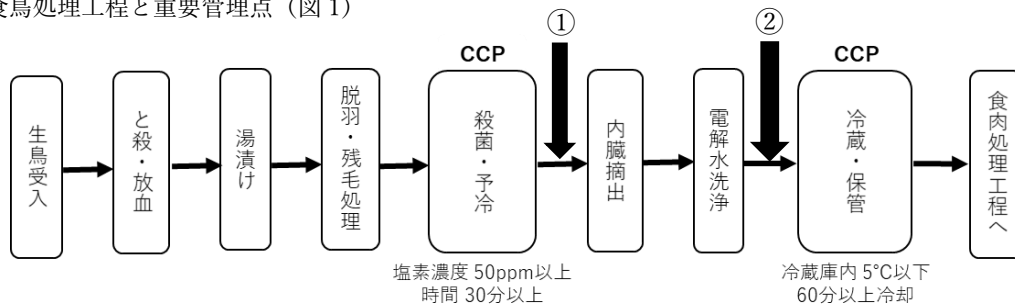 食鳥処理工程と重要管理点（図1）
①
②
CCP
CCP
生鳥受入
と殺・放血
湯漬け
脱羽・残毛処理
殺菌・予冷
内臓摘出
電解水洗浄
冷蔵・保管
食肉処理工程へ
塩素濃度 50ppm以上
時間 30分以上
冷蔵庫内 5°C以下
60分以上冷却